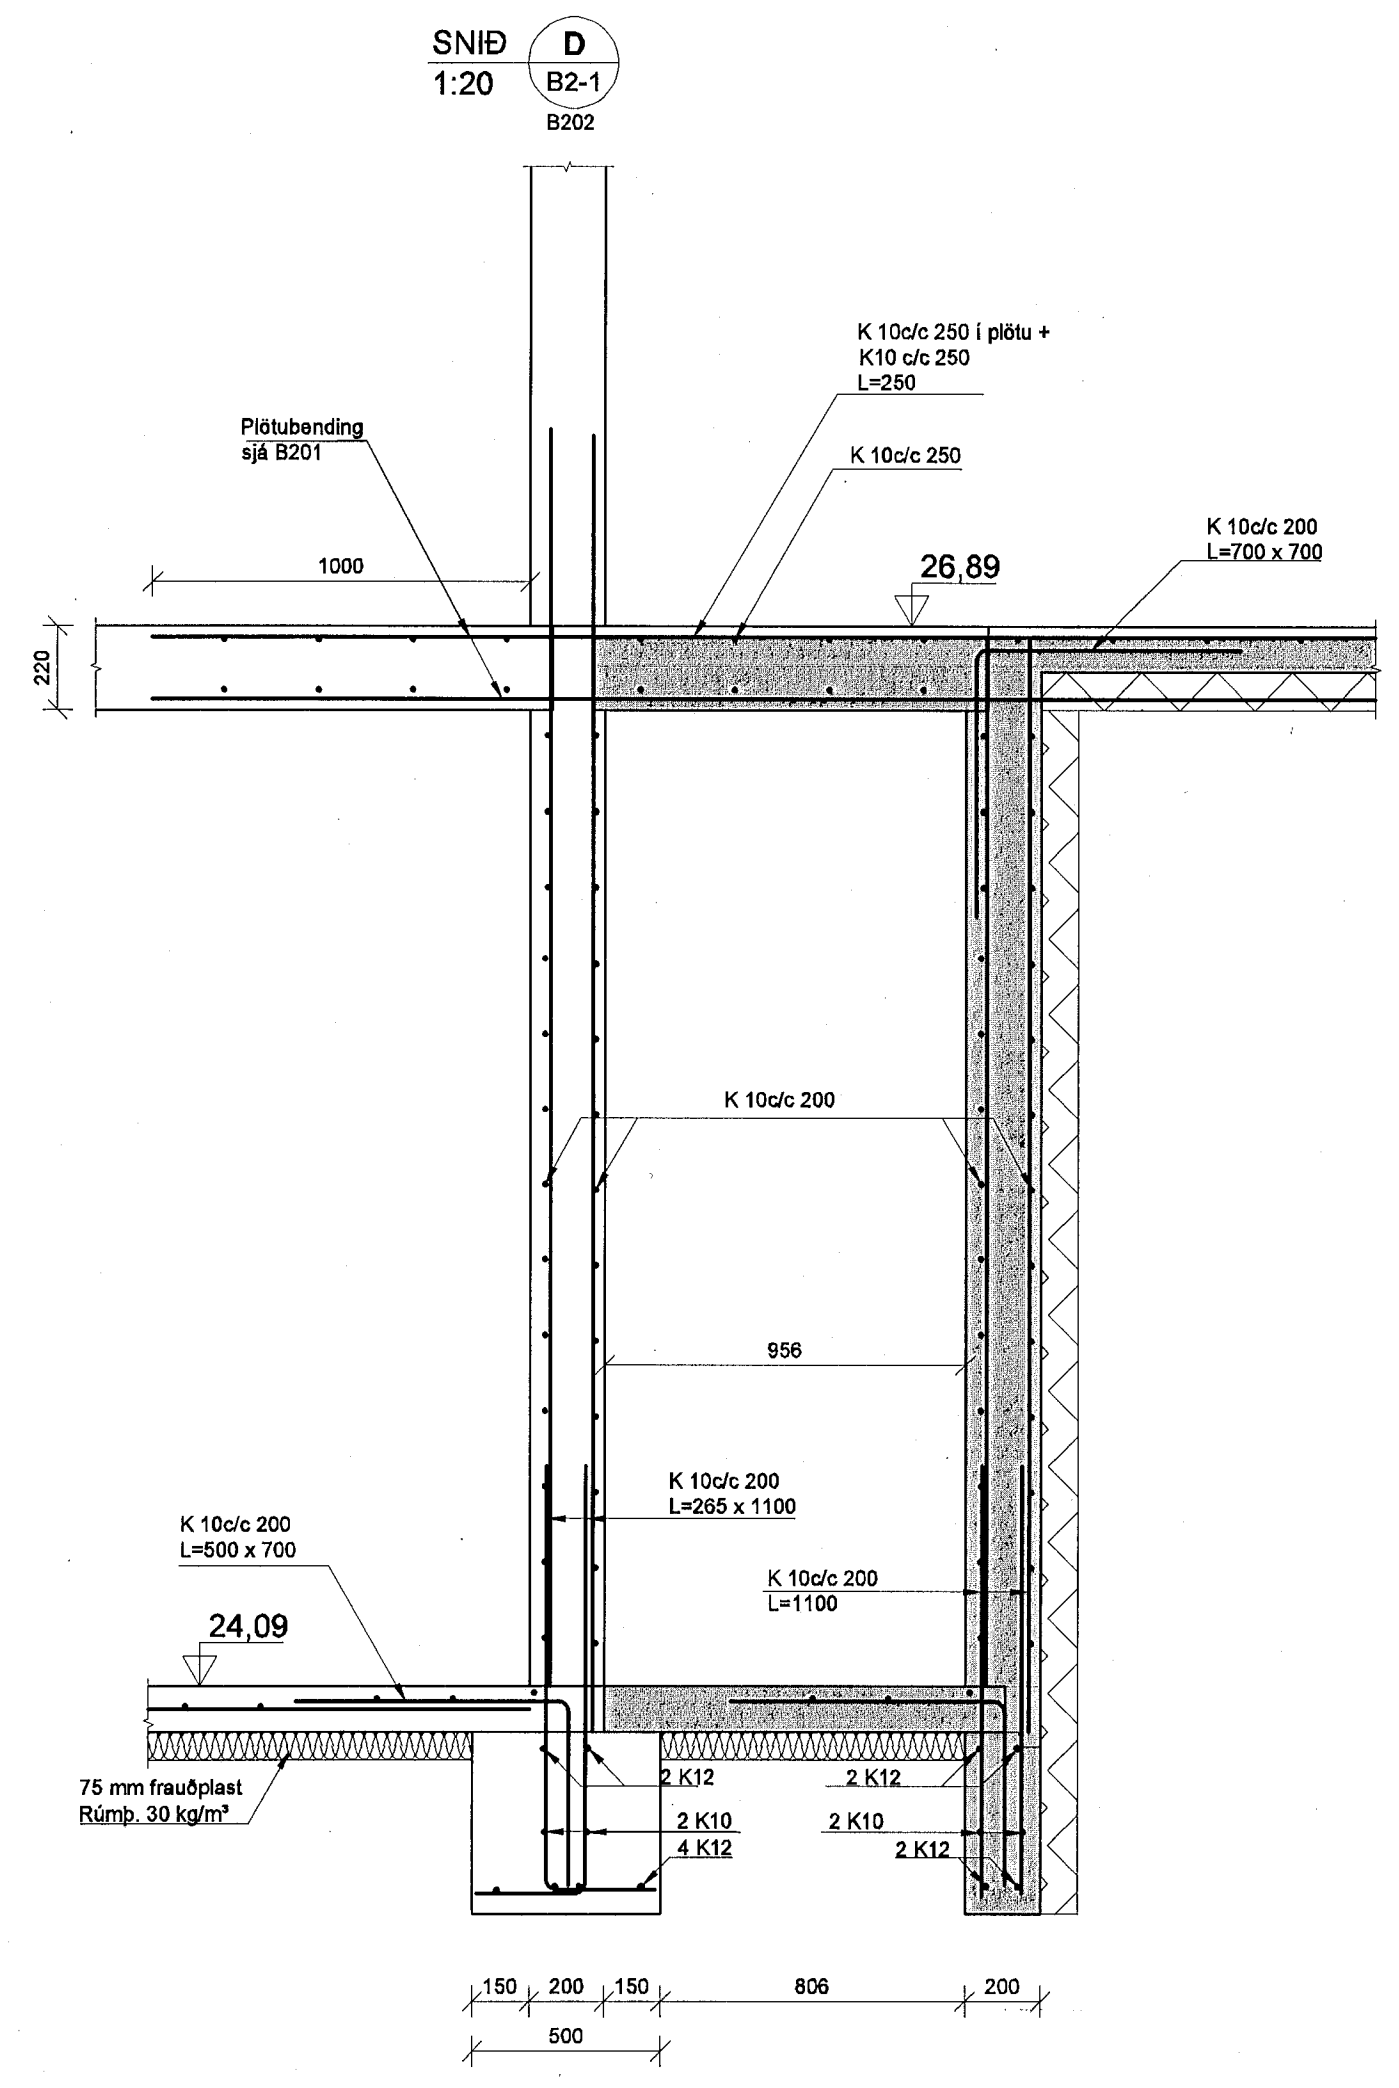 SNIÐ D
1:20 B2-1
B202
K 10c/c 250 í plötu +
K10 c/c 250
L=250
Plötubending
sjá B201
K 10c/c 250
K 10c/c 200
L=700 x 700
1000
26,89
220
K 10c/c 200
956
K 10c/c 200
L=265 x 1100
K 10c/c 200
L=500 x 700
K 10c/c 200
L=1100
24,09
75 mm frauðplast
Rúmþ. 30 kg/m³
2 K12
2 K12
2 K10
4 K12
2 K10
2 K12
150 200 150 806 200
500